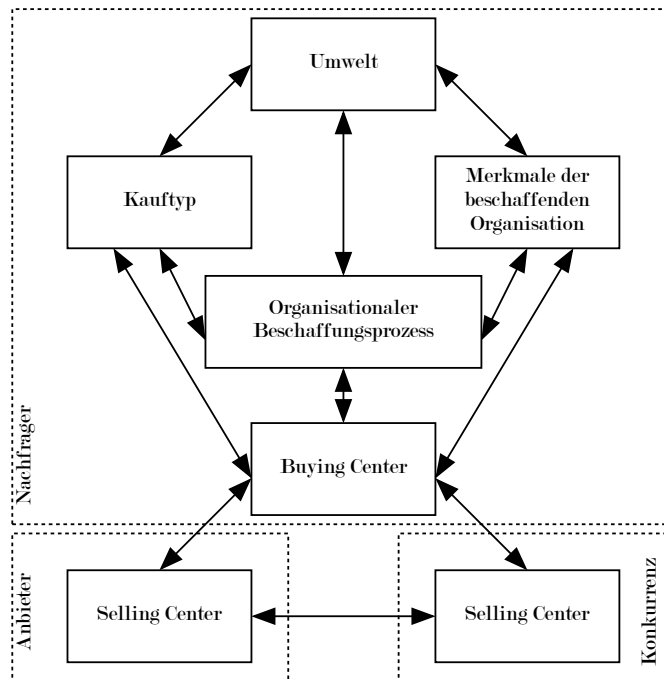 Umwelt
Kauftyp
Merkmale der
beschaffenden
Organisation
Organisationaler
Beschaffungsprozess
Buying Center
Nachfrager
Selling Center
Anbieter
Selling Center
Konkurrenz